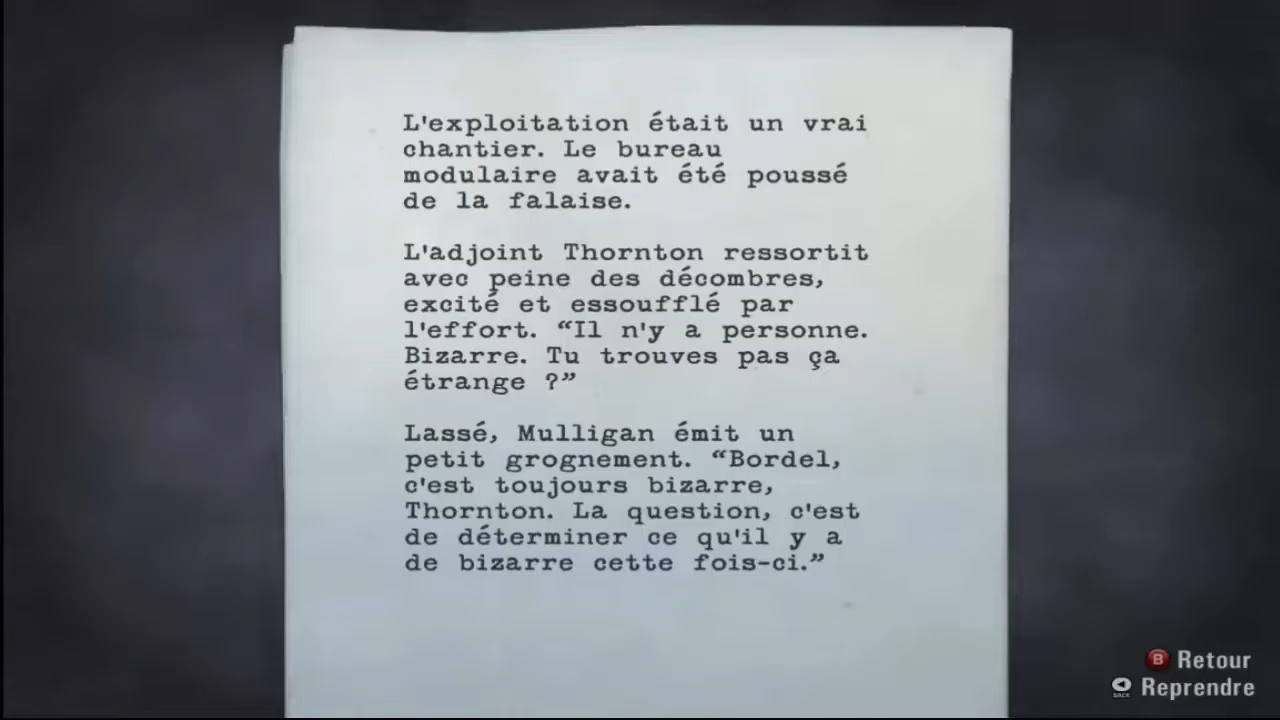 L'exploitation était un vrai
chantier. Le bureau
modulaire avait été poussé
de la falaise.
L'adjoint Thornton ressortit
avec peine des décombres,
excité et essoufflé par
l'effort. “Il n'y a personne.
Bizarre. Tu trouves pas ça
étrange ?”
Lassé, Mulligan émit un
petit grognement. “Bordel,
c'est toujours bizarre,
Thornton. La question, c'est
de déterminer ce qu'il y a
de bizarre cette fois-ci.”
B Retour
BACK Reprendre